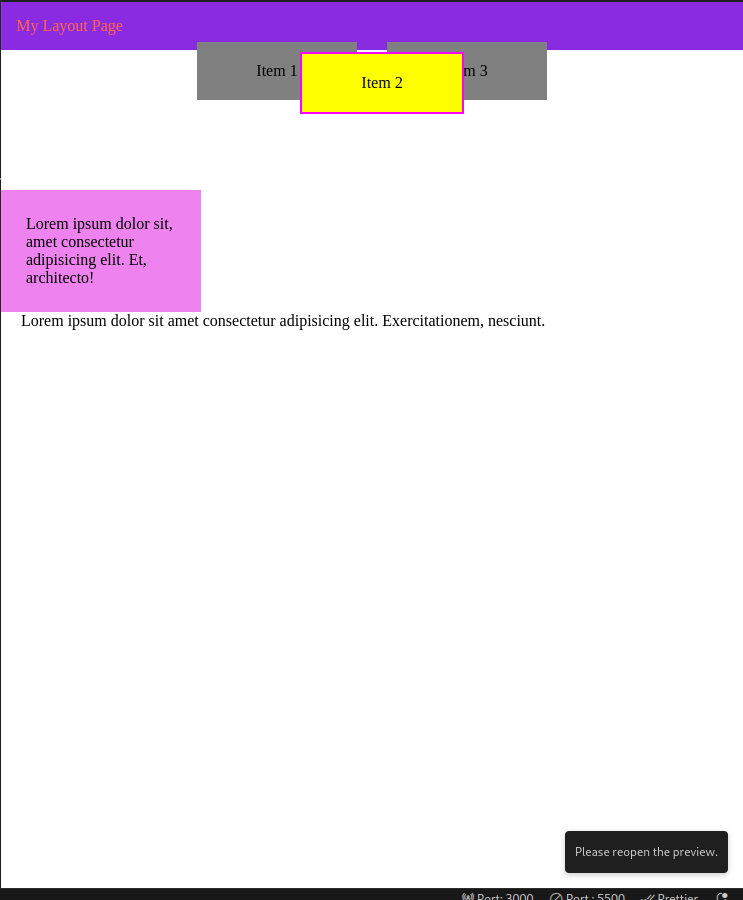 My Layout Page
Item 1
Item 2
m 3
Lorem ipsum dolor sit,
amet consectetur
adipisicing elit. Et,
architecto!
Lorem ipsum dolor sit amet consectetur adipisicing elit. Exercitationem, nesciunt.
Please reopen the preview.
Port: 3000 Port : 5500 Prettier